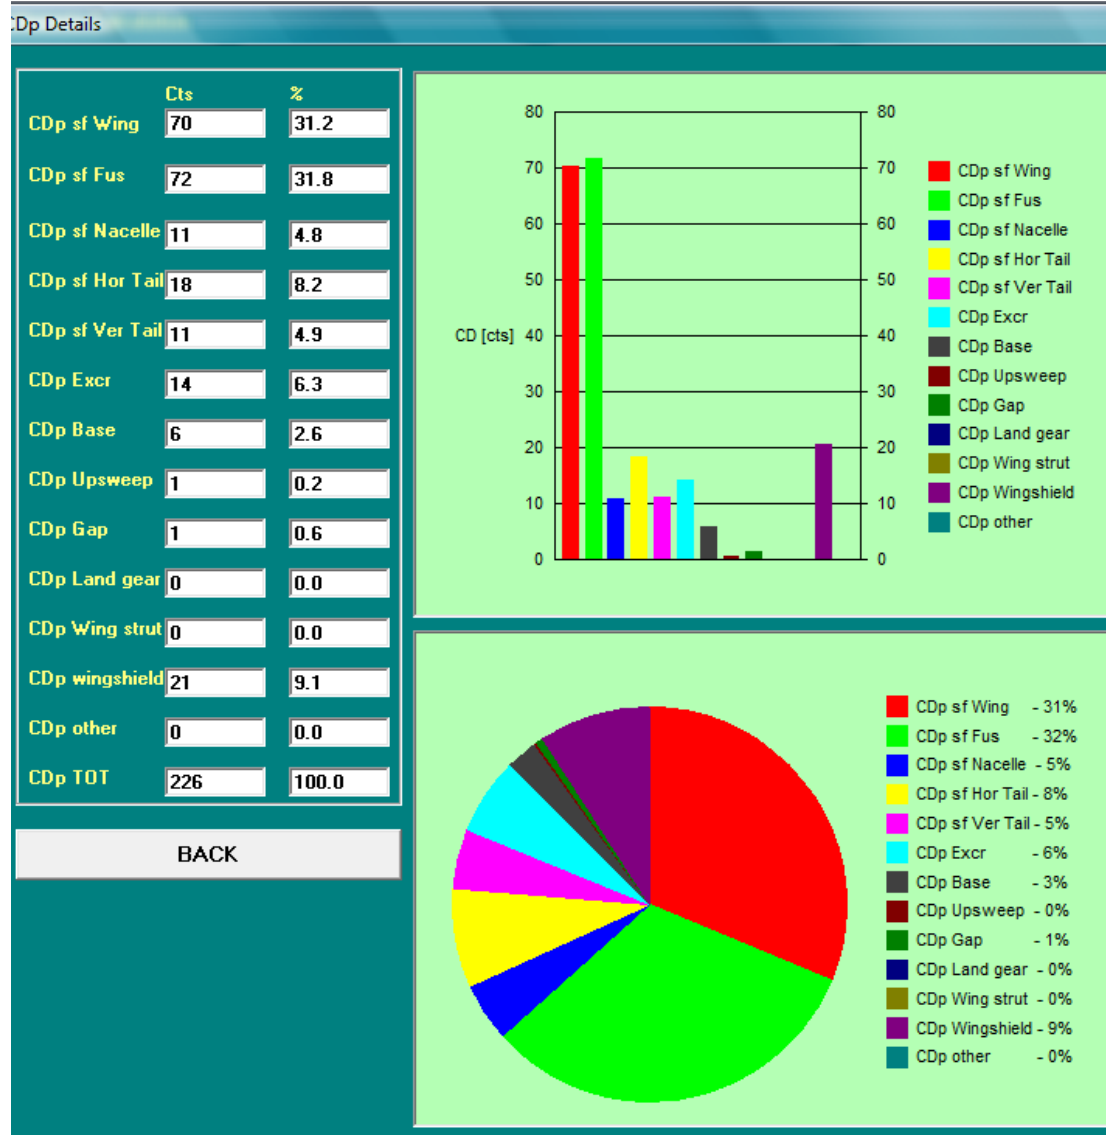 CDp Details
Cts %
CDp sf Wing 70 31.2
CDp sf Fus 72 31.8
CDp sf Nacelle 11 4.8
CDp sf Hor Tail 18 8.2
CDp sf Ver Tail 11 4.9
CDp Excr 14 6.3
CDp Base 6 2.6
CDp Upsweep 1 0.2
CDp Gap 1 0.6
CDp Land gear 0 0.0
CDp Wing strut 0 0.0
CDp wingshield 21 9.1
CDp other 0 0.0
CDp TOT 226 100.0
BACK
80 80
70 70
60 60
50 50
CD [cts] 40 40
30 30
20 20
10 10
0 0
CDp sf Wing
CDp sf Fus
CDp sf Nacelle
CDp sf Hor Tail
CDp sf Ver Tail
CDp Excr
CDp Base
CDp Upsweep
CDp Gap
CDp Land gear
CDp Wing strut
CDp Wingshield
CDp other
CDp sf Wing - 31%
CDp sf Fus - 32%
CDp sf Nacelle - 5%
CDp sf Hor Tail - 8%
CDp sf Ver Tail - 5%
CDp Excr - 6%
CDp Base - 3%
CDp Upsweep - 0%
CDp Gap - 1%
CDp Land gear - 0%
CDp Wing strut - 0%
CDp Wingshield - 9%
CDp other - 0%